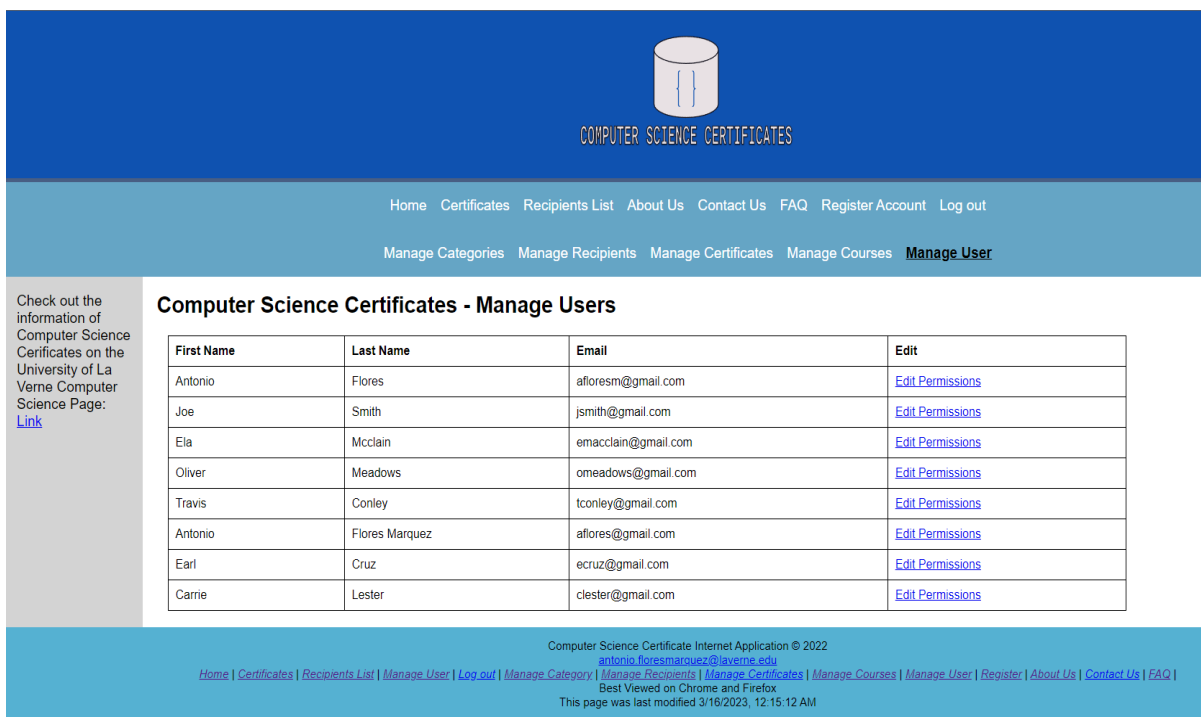 { }
COMPUTER SCIENCE CERTIFICATES
Home Certificates Recipients List About Us Contact Us FAQ Register Account Log out
Manage Categories Manage Recipients Manage Certificates Manage Courses Manage User
Check out the
information of
Computer Science
Cerificates on the
University of La
Verne Computer
Science Page:
Link
Computer Science Certificates - Manage Users
First Name Last Name Email Edit
Antonio Flores afloresm@gmail.com Edit Permissions
Joe Smith jsmith@gmail.com Edit Permissions
Ela Mcclain emacclain@gmail.com Edit Permissions
Oliver Meadows omeadows@gmail.com Edit Permissions
Travis Conley tconley@gmail.com Edit Permissions
Antonio Flores Marquez aflores@gmail.com Edit Permissions
Earl Cruz ecruz@gmail.com Edit Permissions
Carrie Lester clester@gmail.com Edit Permissions
Computer Science Certificate Internet Application © 2022
antonio.floresmarquez@laverne.edu
Home | Certificates | Recipients List | Manage User | Log out | Manage Category | Manage Recipients | Manage Certificates | Manage Courses | Manage User | Register | About Us | Contact Us | FAQ |
Best Viewed on Chrome and Firefox
This page was last modified 3/16/2023, 12:15:12 AM